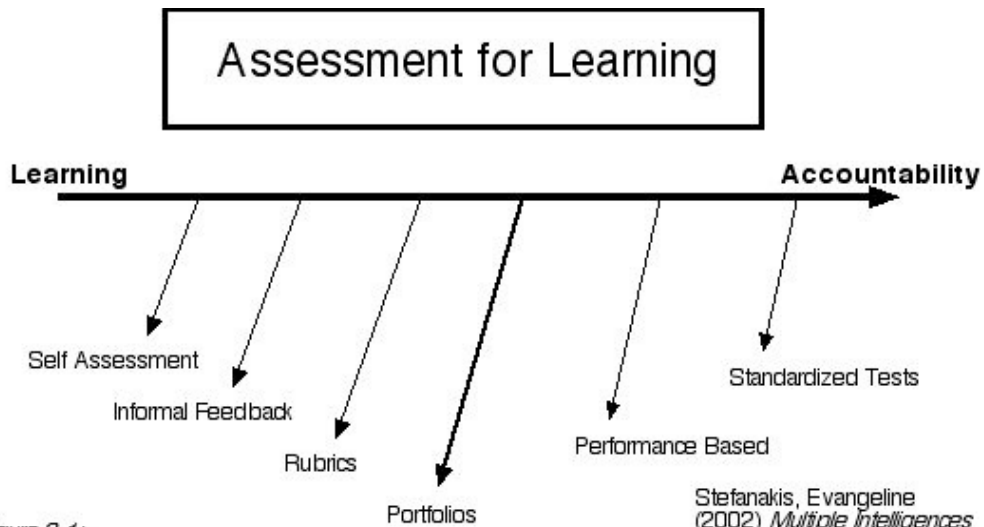 Assessment for Learning
Learning
Accountability
Self Assessment
Informal Feedback
Rubrics
Portfolios
Performance Based
Standardized Tests
Stefanakis, Evangeline
(2002) Multiple Intelligences